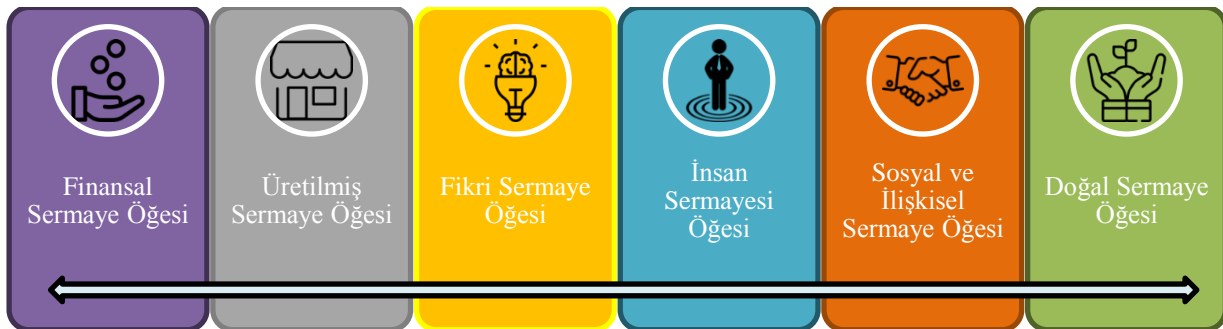 Finansal
Sermaye Öğesi
Üretilmiş
Sermaye Öğesi
Fikri Sermaye
Öğesi
İnsan
Sermayesi
Öğesi
Sosyal ve
İlişkisel
Sermaye Öğesi
Doğal Sermaye
Öğesi